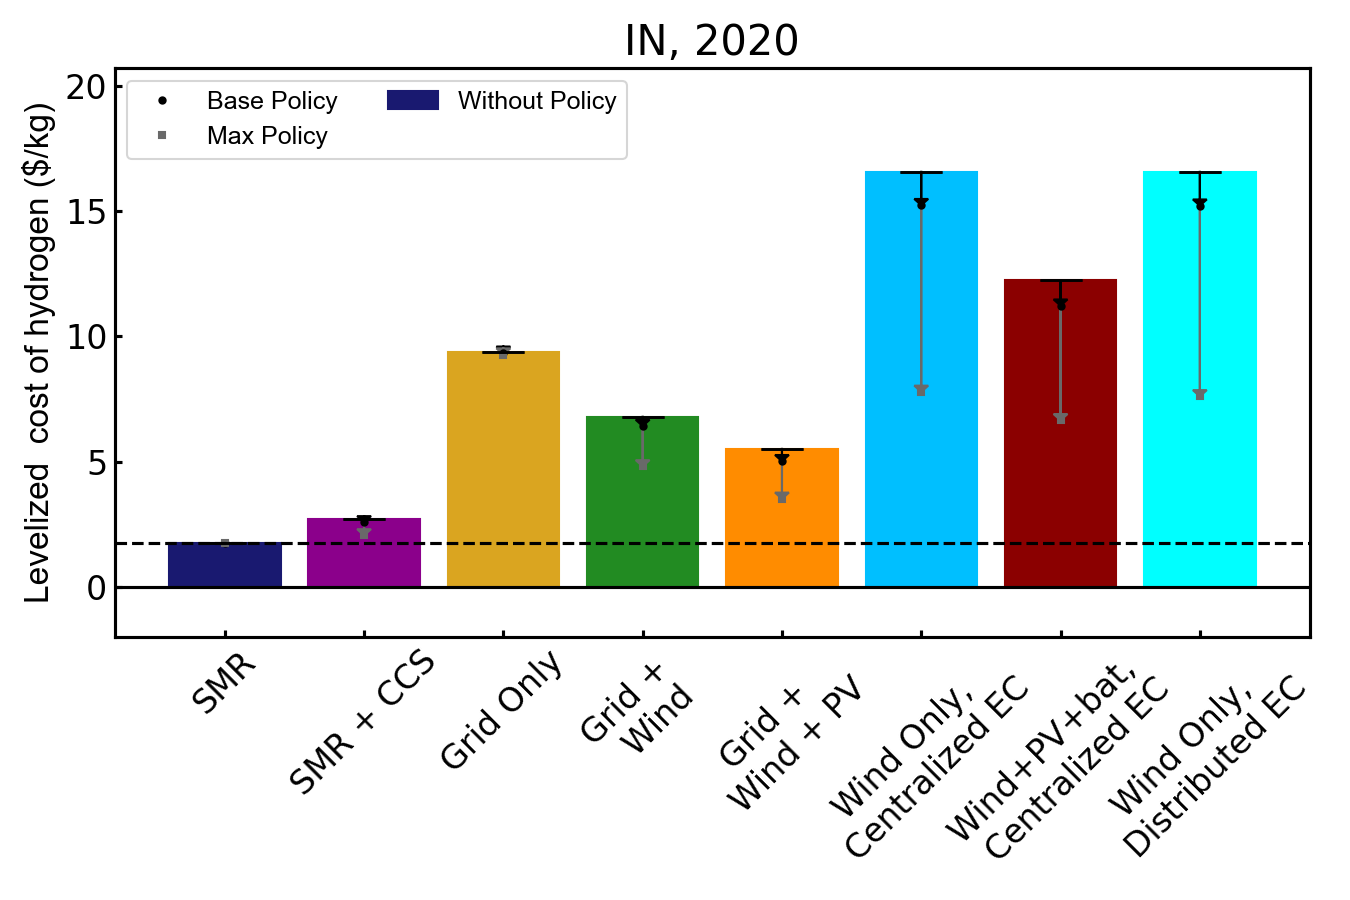 IN, 2020
Levelized cost of hydrogen ($/kg)
20
15
10
5
0
Base Policy
Max Policy
Without Policy
SMR
SMR + CCS
Grid Only
Grid +
Wind
Grid +
Wind + PV
Wind Only,
Centralized EC
Wind+PV+bat,
Centralized EC
Wind Only,
Distributed EC